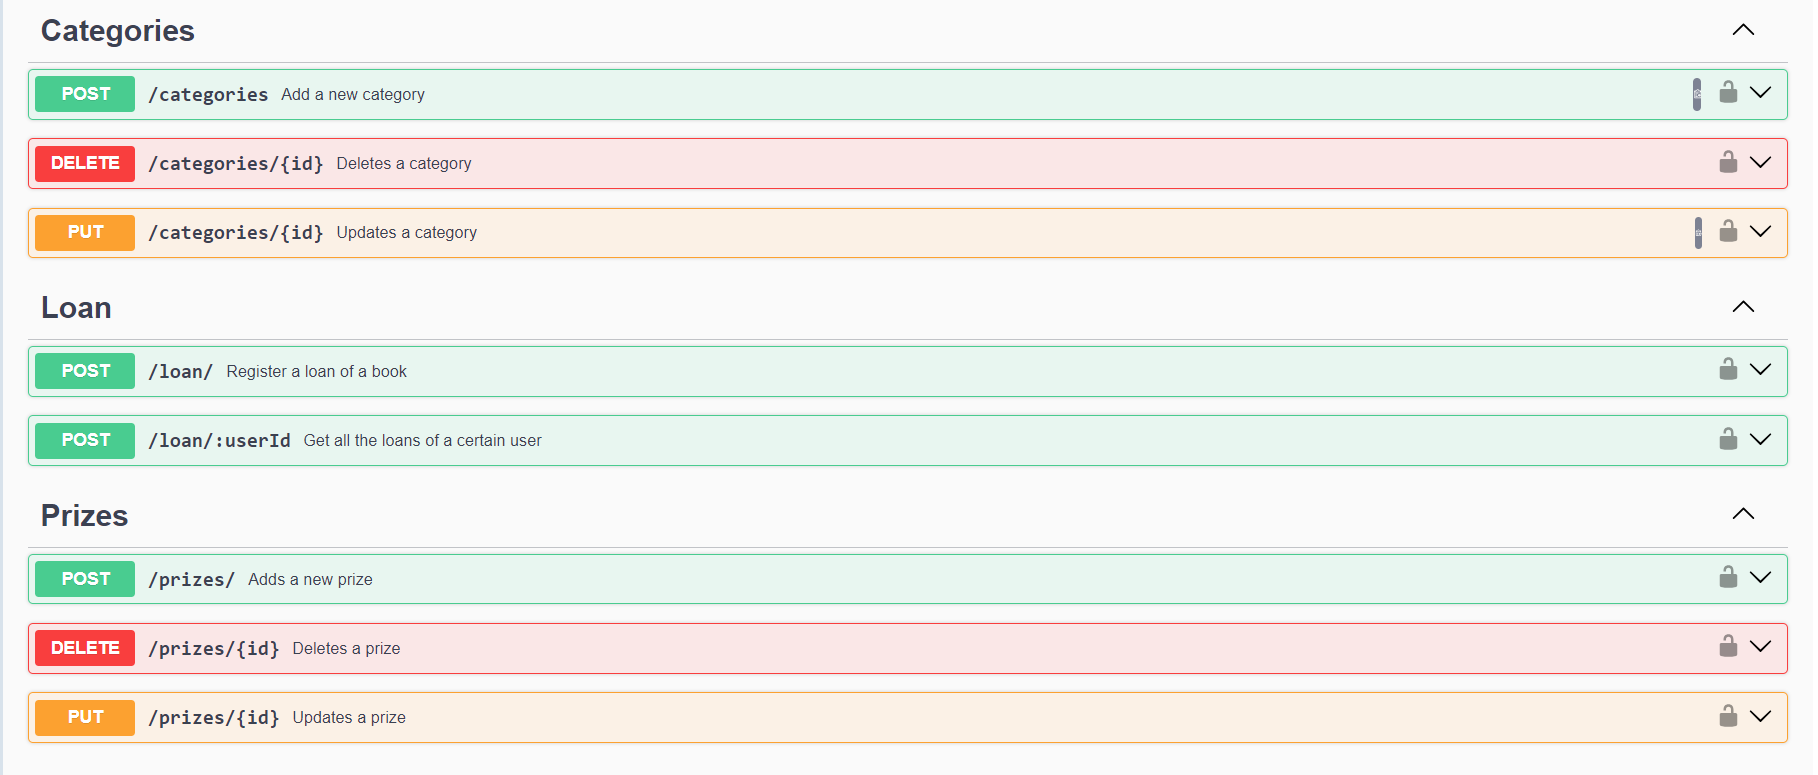 Categories
POST /categories Add a new category
DELETE /categories/{id} Deletes a category
PUT /categories/{id} Updates a category
Loan
POST /loan/ Register a loan of a book
POST /loan/:userId Get all the loans of a certain user
Prizes
POST /prizes/ Adds a new prize
DELETE /prizes/{id} Deletes a prize
PUT /prizes/{id} Updates a prize